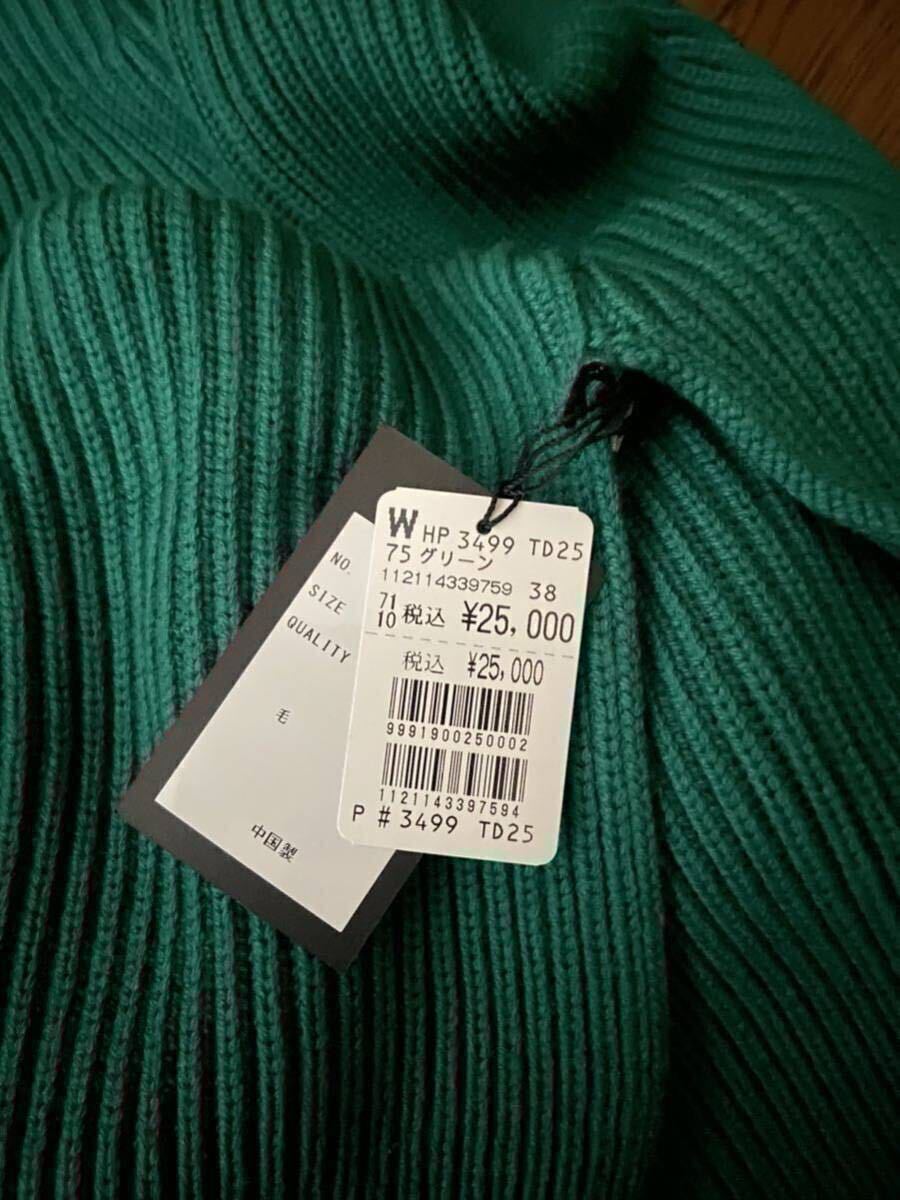 W HP 3499 TD25
75 グリーン
112114339759 38
71
10 税込 ¥25,000
税込 ¥25,000
9991900250002
1121143397594
P # 3499 TD25
NO.
SIZE
QUALITY
毛
中国製